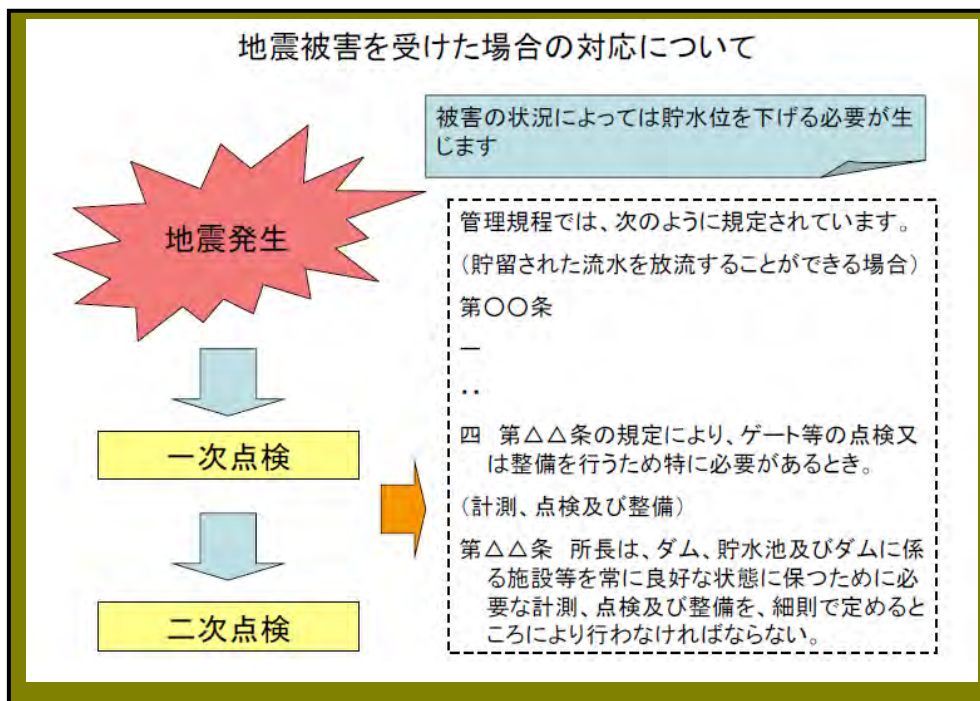 地震被害を受けた場合の対応について
被害の状況によっては貯水位を下げる必要が生
じます
地震発生
一次点検
二次点検
管理規程では、次のように規定されています。
（貯留された流水を放流することができる場合）
第〇〇条
一
‥
四　第△△条の規定により、ゲート等の点検又
は整備を行うため特に必要があるとき。
（計測、点検及び整備）
第△△条　所長は、ダム、貯水池及びダムに係
る施設等を常に良好な状態に保つために必
要な計測、点検及び整備を、細則で定めると
ころにより行わなければならない。